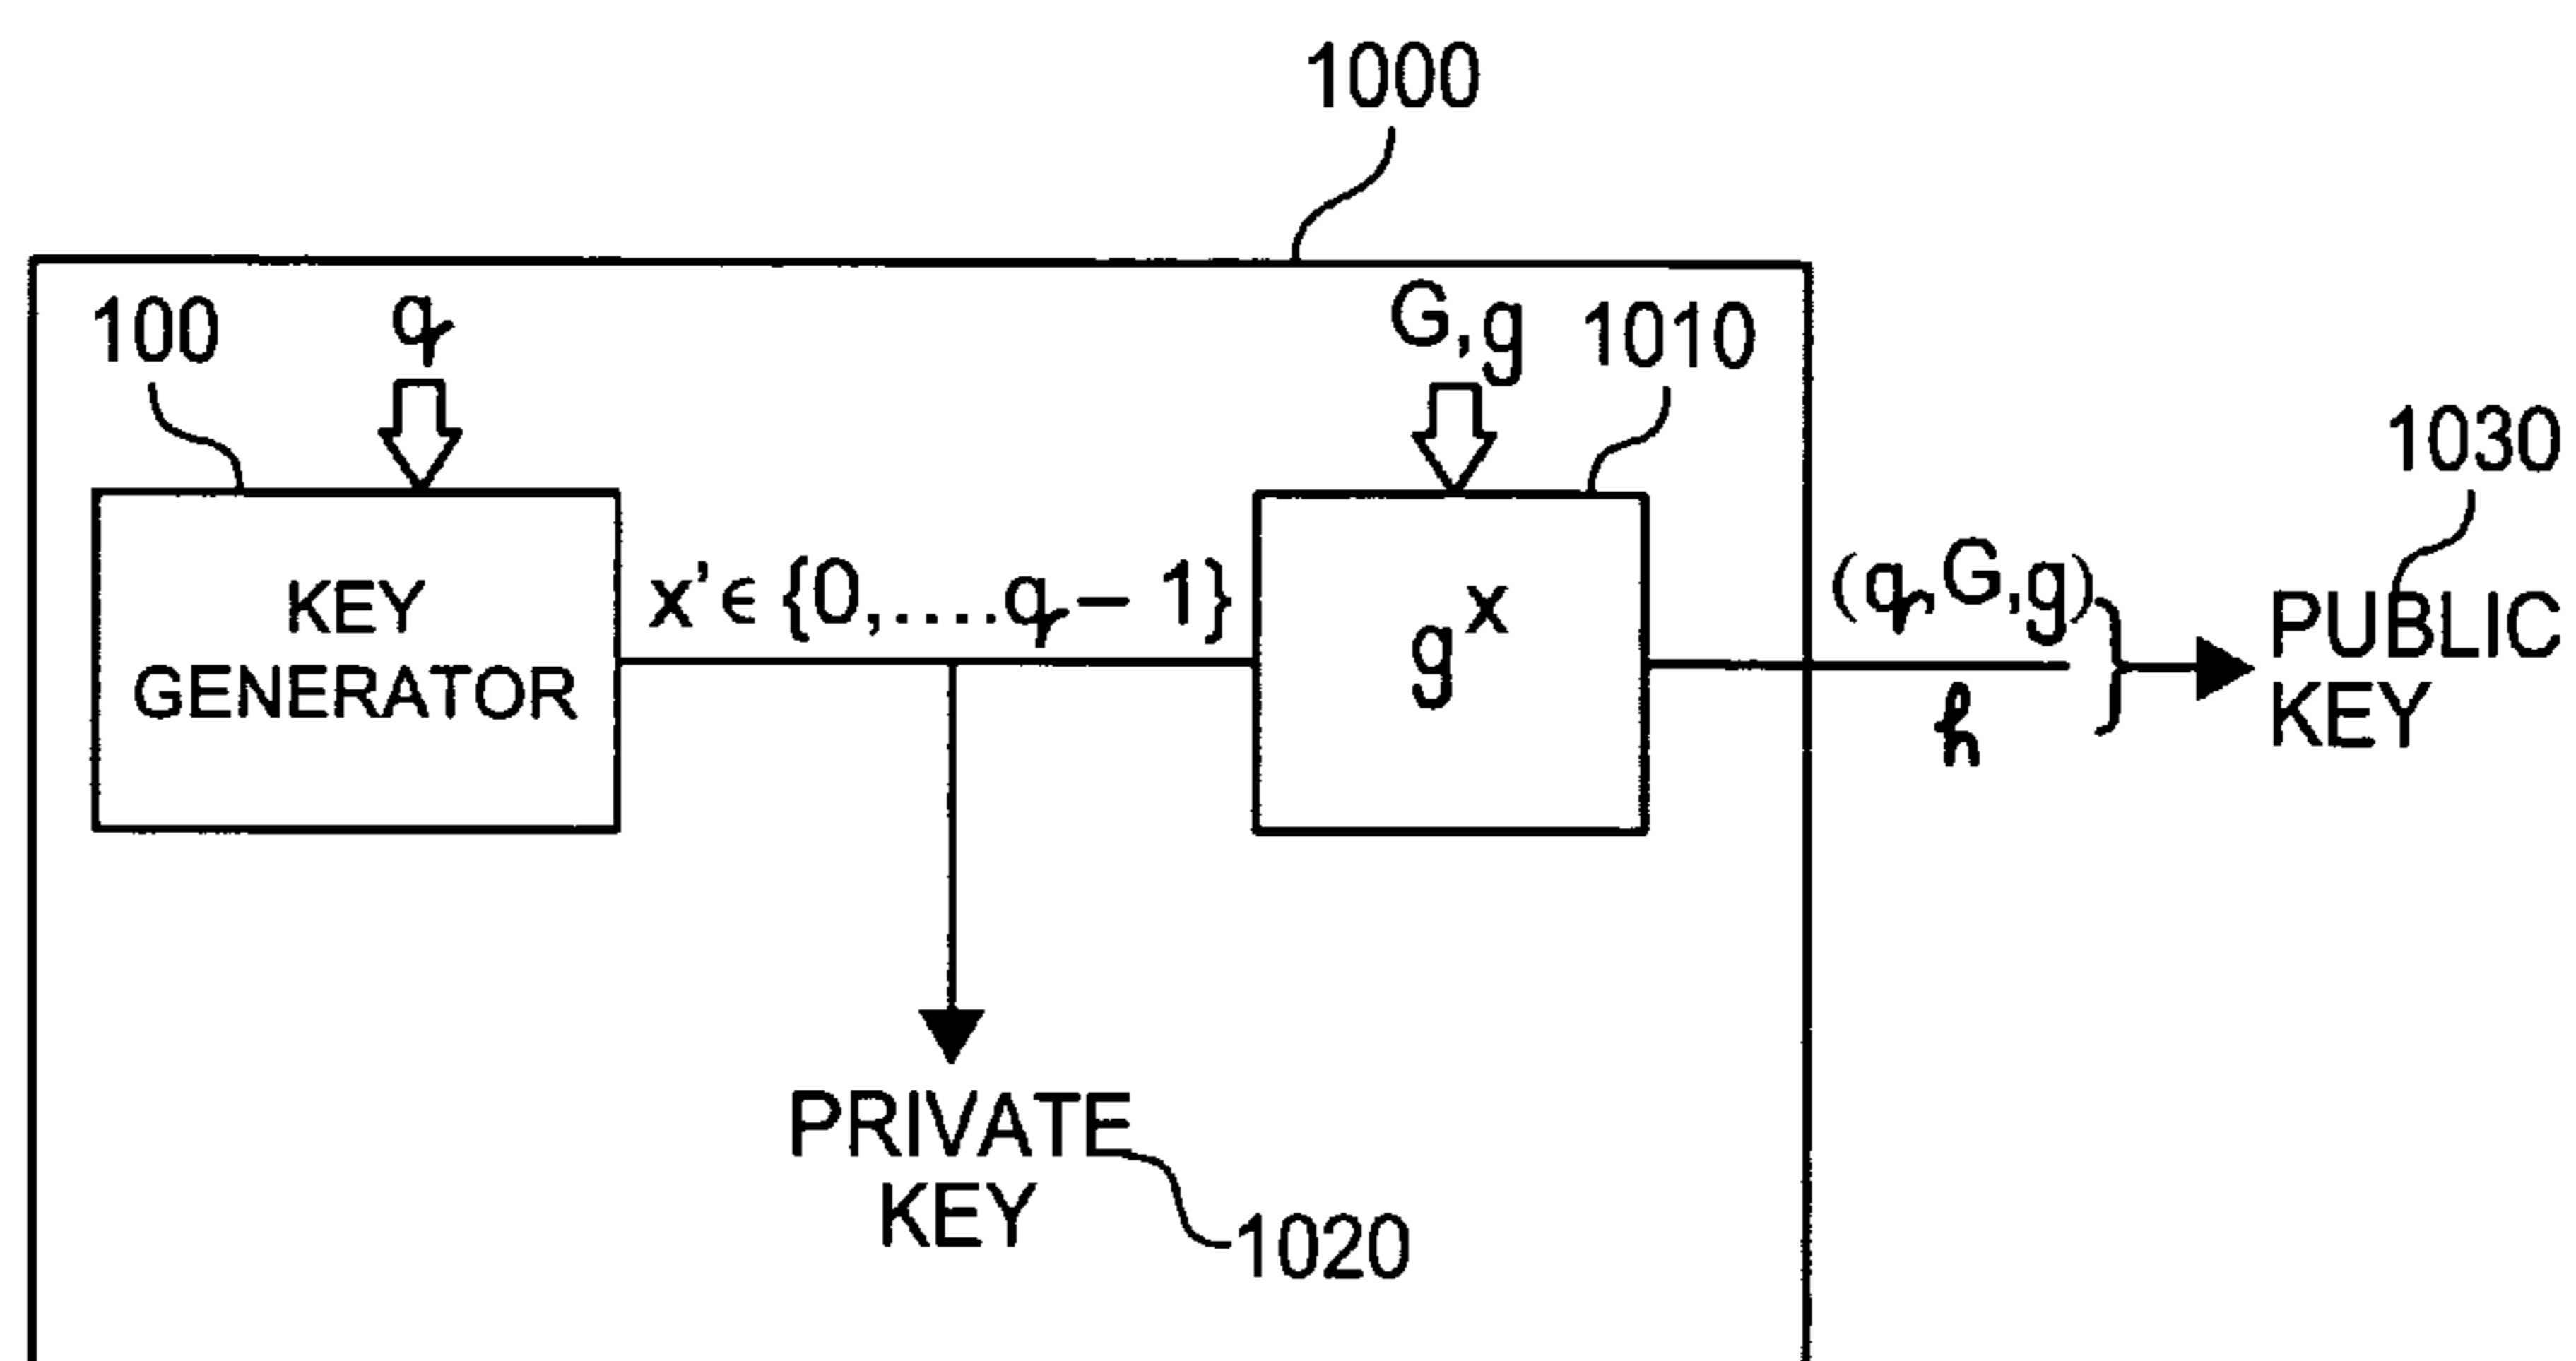 1000
100
q
G,g
1010
1030
KEY
GENERATOR
x' ∈ {0,....q – 1}
g^x
(q,G,g)
h
PUBLIC
KEY
PRIVATE
KEY
1020